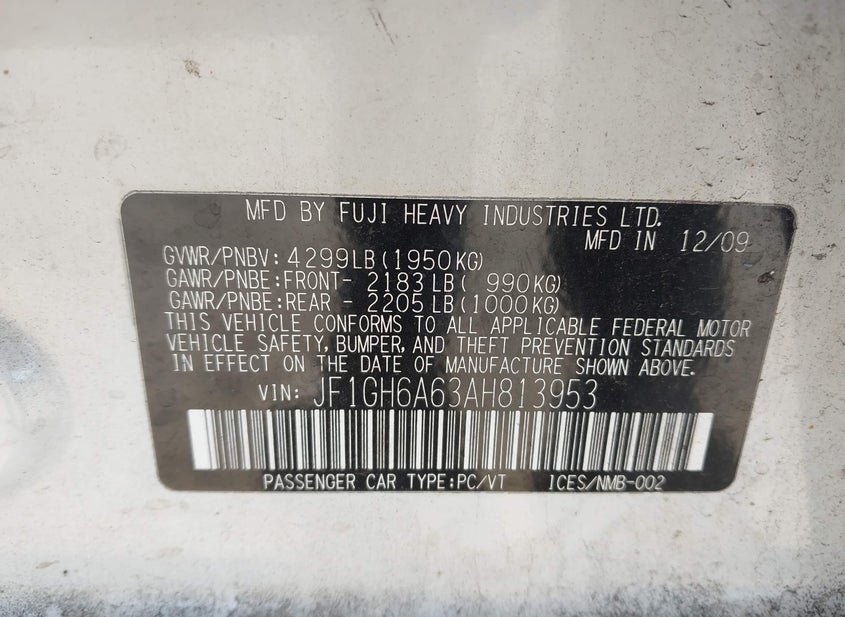 MFD BY FUJI HEAVY INDUSTRIES LTD.
MFD IN 12/09
GVWR/PNBV: 4299LB(1950KG)
GAWR/PNBE:FRONT- 2183LB( 990KG)
GAWR/PNBE:REAR - 2205LB(1000KG)
THIS VEHICLE CONFORMS TO ALL APPLICABLE FEDERAL MOTOR
VEHICLE SAFETY, BUMPER, AND THEFT PREVENTION STANDARDS
IN EFFECT ON THE DATE OF MANUFACTURE SHOWN ABOVE.
VIN: JF1GH6A63AH813953
PASSENGER CAR TYPE:PC/VT ICES/NMB-002